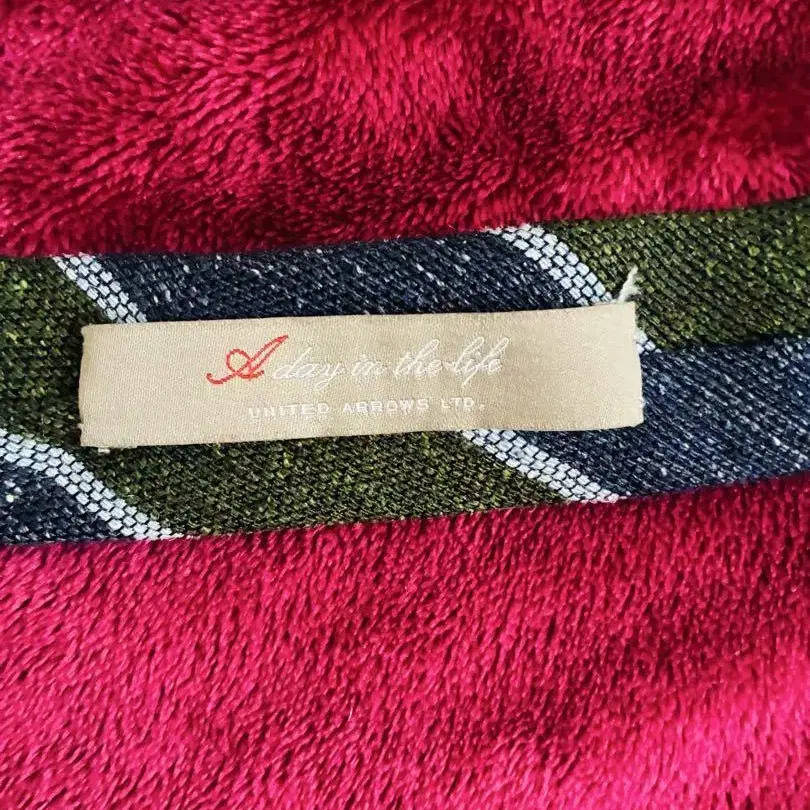 A day in the life
UNITED ARROWS LTD.